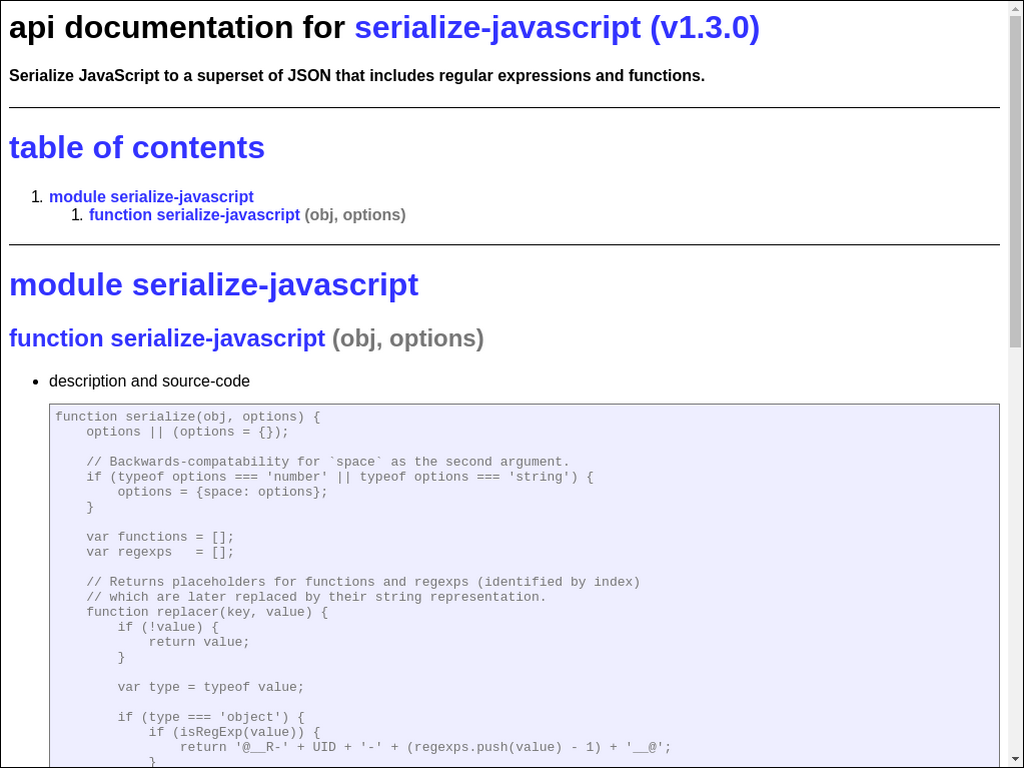 api documentation for serialize-javascript (v1.3.0)
Serialize JavaScript to a superset of JSON that includes regular expressions and functions.
table of contents
1. module serialize-javascript
1. function serialize-javascript (obj, options)
module serialize-javascript
function serialize-javascript (obj, options)
• description and source-code
function serialize(obj, options) {
    options || (options = {});
    // Backwards-compatability for `space` as the second argument.
    if (typeof options === 'number' || typeof options === 'string') {
        options = {space: options};
    }
    var functions = [];
    var regexps   = [];
    // Returns placeholders for functions and regexps (identified by index)
    // which are later replaced by their string representation.
    function replacer(key, value) {
        if (!value) {
            return value;
        }
        var type = typeof value;
        if (type === 'object') {
            if (isRegExp(value)) {
                return '@__R-' + UID + '-' + (regexps.push(value) - 1) + '__@';
            }